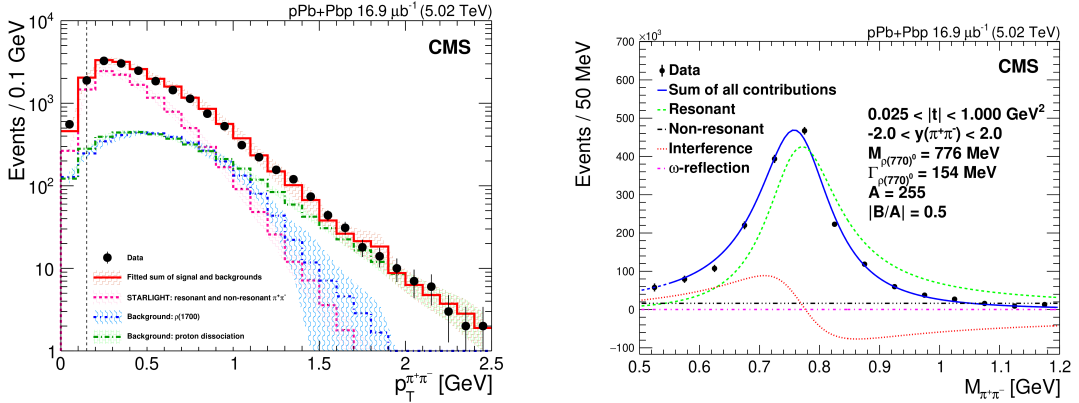 pPb+Pbp 16.9 μb⁻¹ (5.02 TeV)
Events / 0.1 GeV
10⁴
10³
10²
10
1
CMS
Data
Fitted sum of signal and backgrounds
STARLIGHT: resonant and non-resonant π⁺π⁻
Background: ρ(1700)
Background: proton dissociation
0 0.5 1 1.5 2 2.5
p_T^{π⁺π⁻} [GeV]
pPb+Pbp 16.9 μb⁻¹ (5.02 TeV)
Events / 50 MeV
×10³
700
600
500
400
300
200
100
0
−100
CMS
Data
Sum of all contributions
Resonant
Non-resonant
Interference
ω-reflection
0.025 < |t| < 1.000 GeV²
-2.0 < y(π⁺π⁻) < 2.0
M_{ρ(770)⁰} = 776 MeV
Γ_{ρ(770)⁰} = 154 MeV
A = 255
|B/A| = 0.5
0.5 0.6 0.7 0.8 0.9 1 1.1 1.2
M_{π⁺π⁻} [GeV]